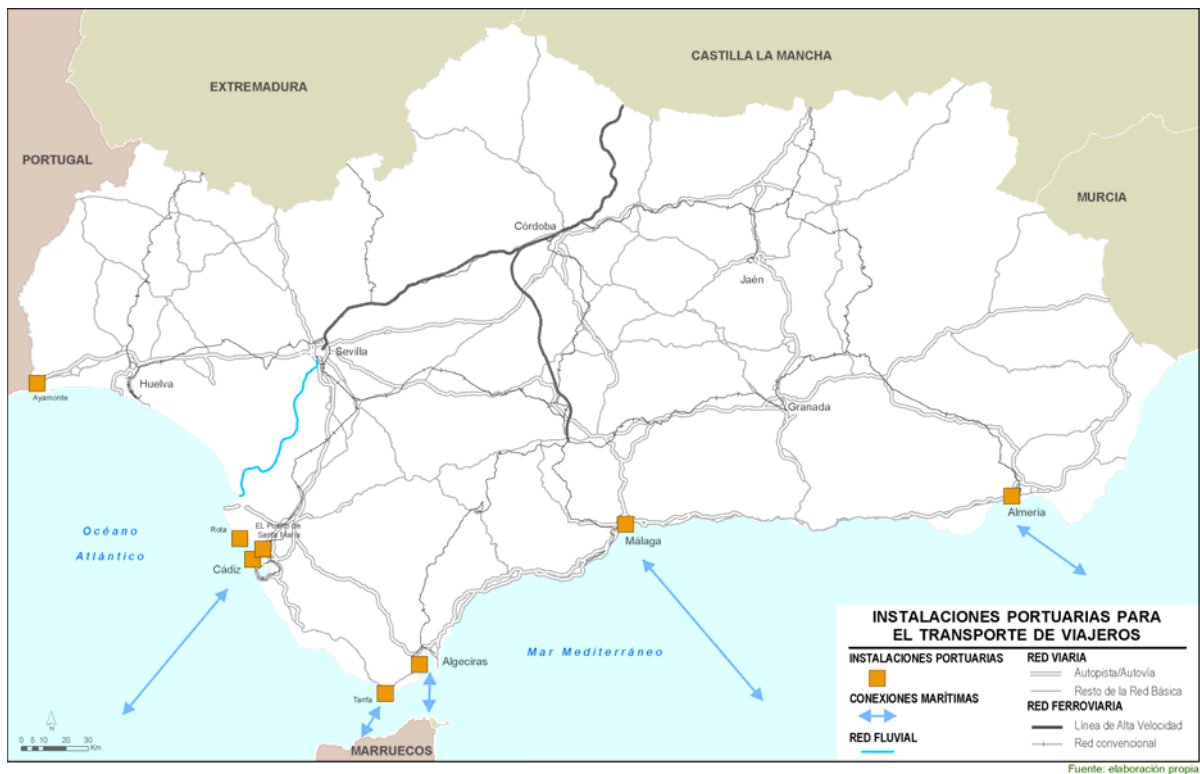 CASTILLA LA MANCHA
EXTREMADURA
PORTUGAL
MURCIA
Córdoba
Jaén
Sevilla
Huelva
Ayamonte
Granada
Almería
Rota
EL Puerto de
Santa María
Cádiz
Málaga
Océano
Atlántico
Mar Mediterráneo
Algeciras
Tarifa
MARRUECOS
N
0 5 10 20 30
Km.
INSTALACIONES PORTUARIAS PARA
EL TRANSPORTE DE VIAJEROS
INSTALACIONES PORTUARIAS
CONEXIONES MARÍTIMAS
RED FLUVIAL
RED VIARIA
Autopista/Autovía
Resto de la Red Básica
RED FERROVIARIA
Línea de Alta Velocidad
Red convencional
Fuente: elaboración propia